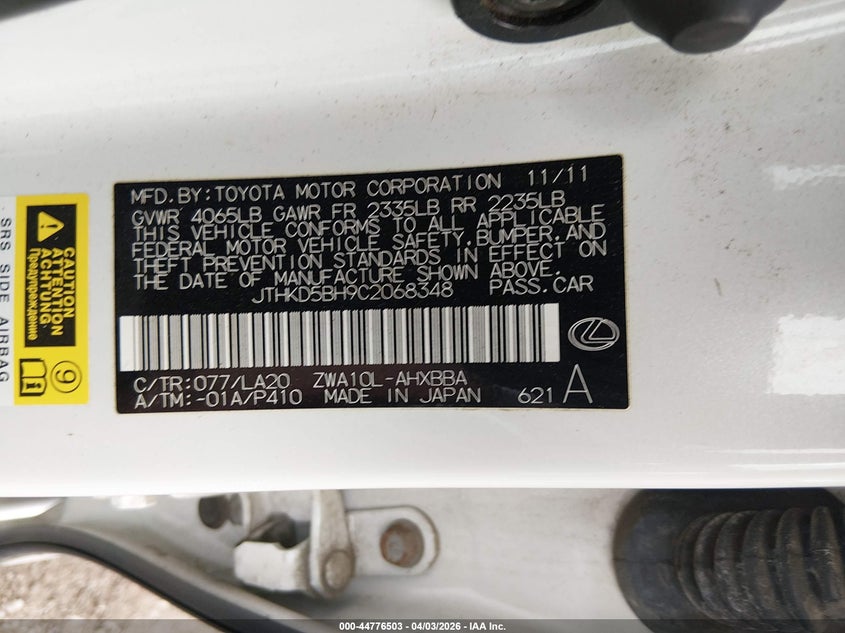 MFD.BY:TOYOTA MOTOR CORPORATION 11/11
GVWR 4065LB GAWR FR 2335LB RR 2235LB
THIS VEHICLE CONFORMS TO ALL APPLICABLE
FEDERAL MOTOR VEHICLE SAFETY,BUMPER,AND
THEFT PREVENTION STANDARDS IN EFFECT ON
THE DATE OF MANUFACTURE SHOWN ABOVE.
JTHKD5BH9C2068348 PASS.CAR
C/TR:077/LA20 ZWA10L-AHXBBA
A/TM:-01A/P410 MADE IN JAPAN 621 A
CAUTION
ATTENTION
ACHTUNG
Предупреждение
9
SRS SIDE AIRBAG
000-44776503 - 04/03/2026 - IAA Inc.